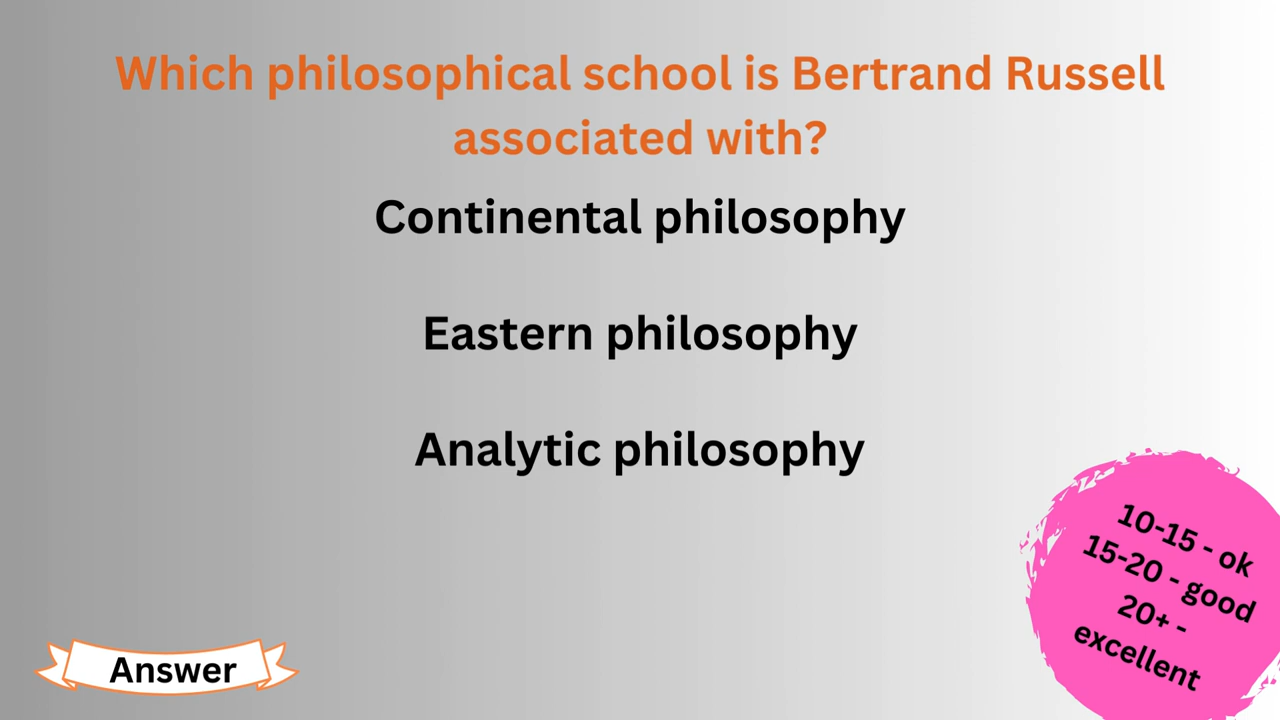 Which philosophical school is Bertrand Russell
associated with?
Continental philosophy
Eastern philosophy
Analytic philosophy
10-15 - ok
15-20 - good
20+ -
excellent
Answer